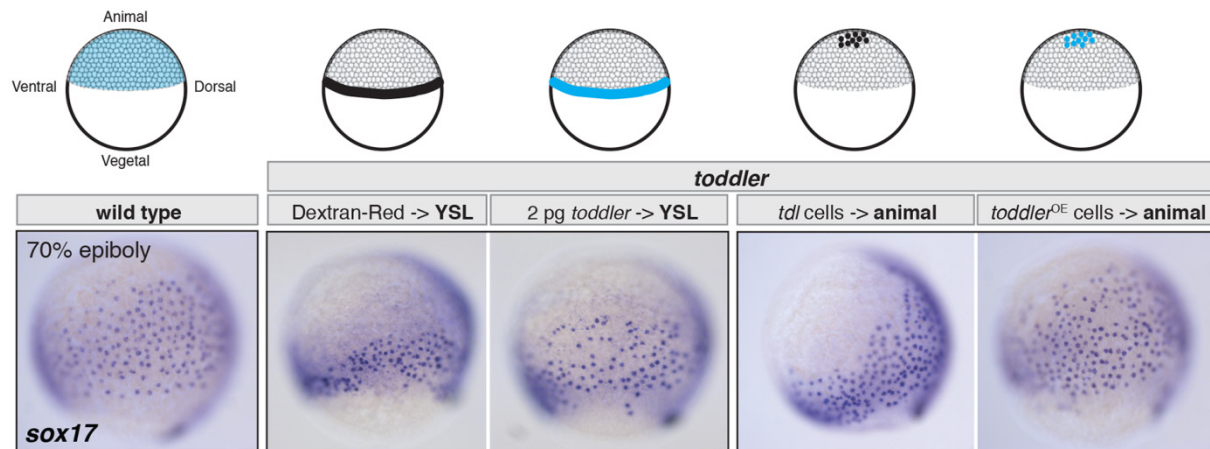 Animal
Ventral
Dorsal
Vegetal
toddler
wild type
Dextran-Red -> YSL
2 pg toddler -> YSL
tdl cells -> animal
toddlerOE cells -> animal
70% epiboly
sox17